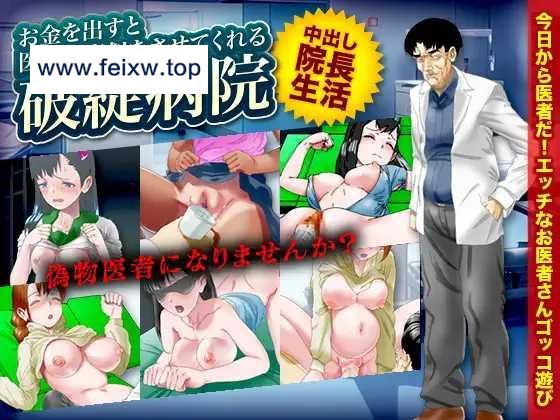 お金を出すと
させてくれる
www.feixw.top
破綻病院
中出し
院長
生活
偽物医者になりませんか?
今日から医者だ!エッチなお医者さんゴッコ遊び